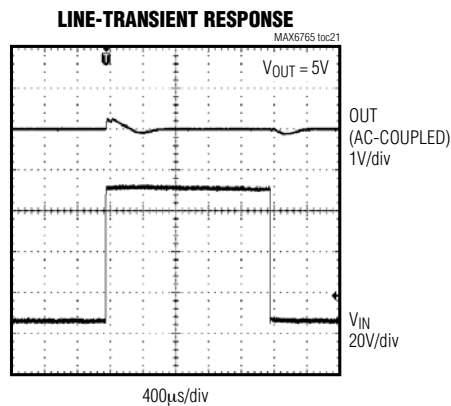 LINE-TRANSIENT RESPONSE
MAX6765 toc21
T
VOUT = 5V
OUT
(AC-COUPLED)
1V/div
VIN
20V/div
400µs/div